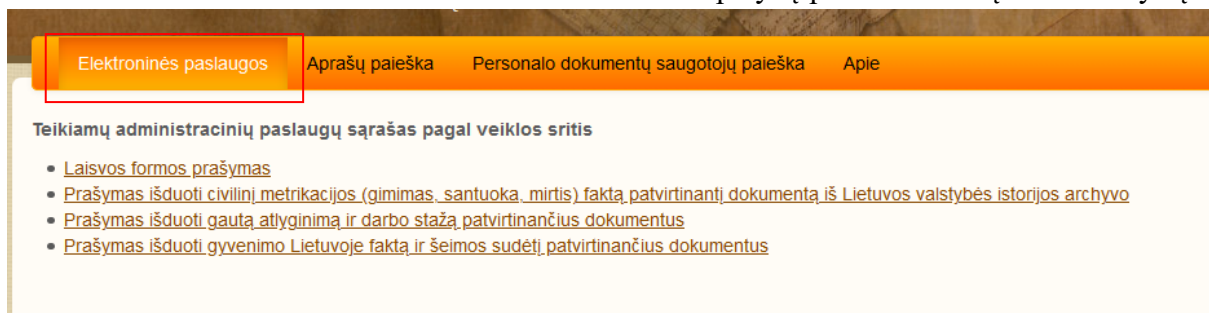 Elektroninės paslaugos Aprašų paieška Personalo dokumentų saugotojų paieška Apie
Teikiamų administracinių paslaugų sąrašas pagal veiklos sritis
Laisvos formos prašymas
Prašymas išduoti civilinį metrikacijos (gimimas, santuoka, mirtis) faktą patvirtinantį dokumentą iš Lietuvos valstybės istorijos archyvo
Prašymas išduoti gautą atlyginimą ir darbo stažą patvirtinančius dokumentus
Prašymas išduoti gyvenimo Lietuvoje faktą ir šeimos sudėtį patvirtinančius dokumentus